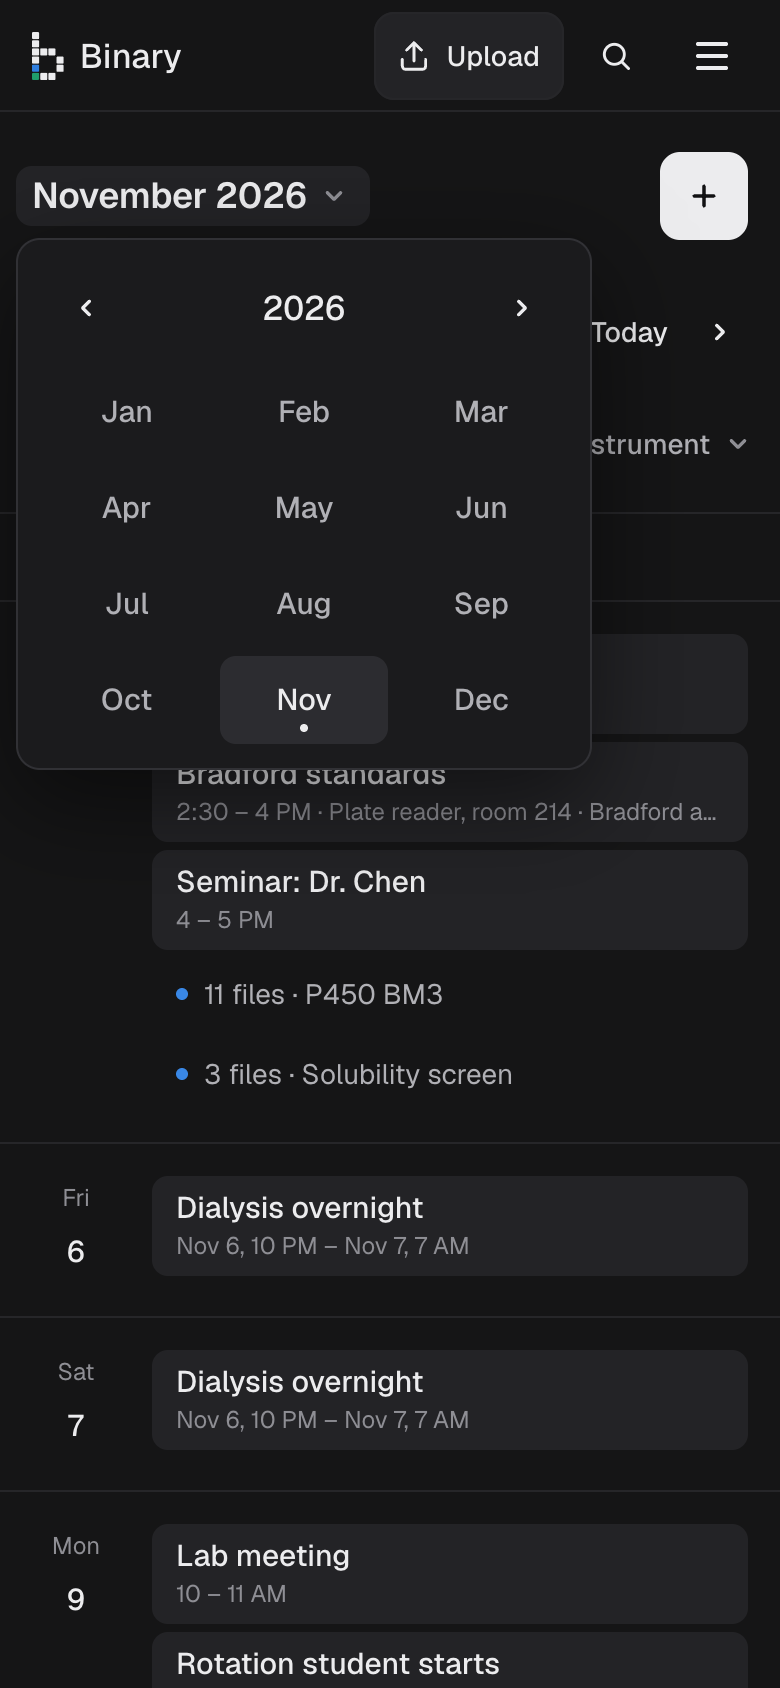 Binary
Upload
November 2026
2026
Today
Jan Feb Mar
strument
Apr May Jun
Jul Aug Sep
Oct Nov Dec
Bradford standards
2:30 – 4 PM · Plate reader, room 214 · Bradford a…
Seminar: Dr. Chen
4 – 5 PM
11 files · P450 BM3
3 files · Solubility screen
Fri
6
Dialysis overnight
Nov 6, 10 PM – Nov 7, 7 AM
Sat
7
Dialysis overnight
Nov 6, 10 PM – Nov 7, 7 AM
Mon
9
Lab meeting
10 – 11 AM
Rotation student starts